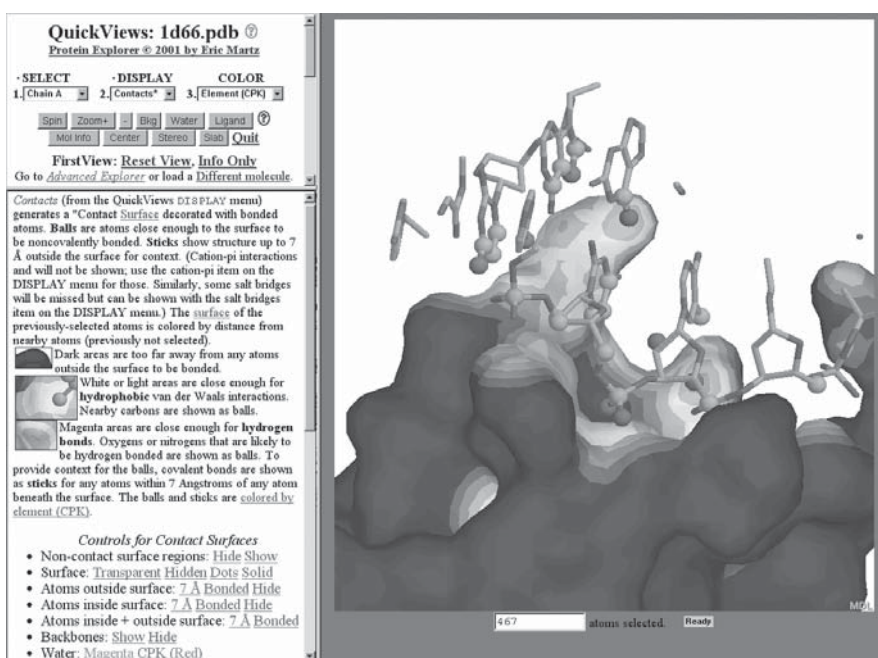 QuickViews: 1d66.pdb ?
Protein Explorer © 2001 by Eric Martz
· SELECT · DISPLAY COLOR
1. Chain A 2. Contacts* 3. Element (CPK)
Spin Zoom+ - Bkg Water Ligand ?
Mol Info Center Stereo Slab Quit
FirstView: Reset View, Info Only
Go to Advanced Explorer or load a Different molecule.
Contacts (from the QuickViews DISPLAY menu)
generates a "Contact Surface decorated with bonded
atoms. Balls are atoms close enough to the surface to
be noncovalently bonded. Sticks show structure up to 7
Å outside the surface for context. (Cation-pi interactions
and will not be shown; use the cation-pi item on the
DISPLAY menu for those. Similarly, some salt bridges
will be missed but can be shown with the salt bridges
item on the DISPLAY menu.) The surface of the
previously-selected atoms is colored by distance from
nearby atoms (previously not selected).
Dark areas are too far away from any atoms
outside the surface to be bonded.
White or light areas are close enough for
hydrophobic van der Waals interactions.
Nearby carbons are shown as balls.
Magenta areas are close enough for hydrogen
bonds. Oxygens or nitrogens that are likely to
be hydrogen bonded are shown as balls. To
provide context for the balls, covalent bonds are shown
as sticks for any atoms within 7 Angstroms of any atom
beneath the surface. The balls and sticks are colored by
element (CPK).
Controls for Contact Surfaces
• Non-contact surface regions: Hide Show
• Surface: Transparent Hidden Dots Solid
• Atoms outside surface: 7 Å Bonded Hide
• Atoms inside surface: 7 Å Bonded Hide
• Atoms inside + outside surface: 7 Å Bonded
• Backbones: Show Hide
• Water: Magenta CPK (Red)
MDL
467 atoms selected. Ready